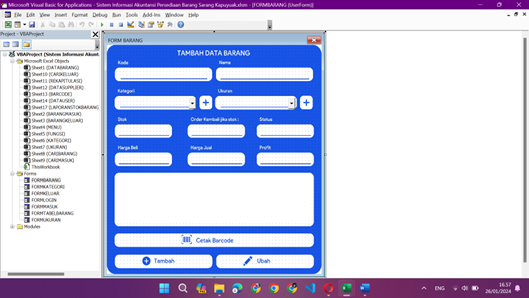 Microsoft Visual Basic for Applications - Sistem Informasi Akuntansi Persediaan Barang Sarang Kapuyuak.xlsm - [FORMBARANG (UserForm)]
File Edit View Insert Format Debug Run Tools Add-Ins Window Help
Project - VBAProject
VBAProject (Sistem Informasi Akunt
Microsoft Excel Objects
Sheet1 (DATABARANG)
Sheet10 (CARIKELUAR)
Sheet11 (REKAPITULASI)
Sheet12 (DATASUPPLIER)
Sheet13 (BARCODE)
Sheet14 (DATAUSER)
Sheet17 (LAPORANSTOKBARANG)
Sheet2 (BARANGMASUK)
Sheet3 (BARANGKELUAR)
Sheet4 (MENU)
Sheet5 (FUNGSI)
Sheet6 (KATEGORI)
Sheet7 (UKURAN)
Sheet8 (CARIBARANG)
Sheet9 (CARIMASUK)
ThisWorkbook
Forms
FORMBARANG
FORMKATEGORI
FORMKELUAR
FORMLOGIN
FORMMASUK
FORMTABELBARANG
FORMUKURAN
Modules
FORM BARANG
TAMBAH DATA BARANG
Kode Nama
Kategori Ukuran
Stok Order Kembali jika stok : Status
Harga Beli Harga Jual Profit
Cetak Barcode
Tambah Ubah
ENG
16.57
26/01/2024